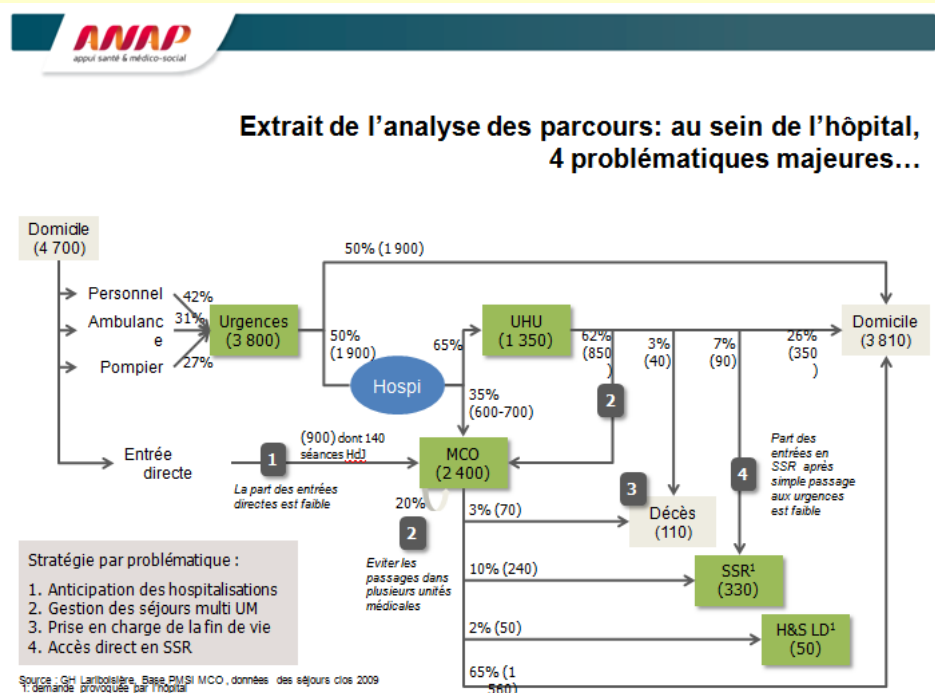 ANAP
appui santé & médico-social
Extrait de l'analyse des parcours: au sein de l'hôpital,
4 problématiques majeures…
Domicile
(4 700)
Personnel
42%
Ambulanc
e
31%
Pompier
27%
Urgences
(3 800)
50% (1 900)
50%
(1 900)
Hospi
65%
35%
(600-700)
UHU
(1 350)
62%
(850
)
2
3%
(40)
7%
(90)
26%
(350
)
Domicile
(3 810)
Entrée
directe
1
(900) dont 140
séances HdJ
La part des entrées
directes est faible
MCO
(2 400)
20%
2
Eviter les
passages dans
plusieurs unités
médicales
3
Décès
(110)
4
Part des
entrées en
SSR après
simple passage
aux urgences
est faible
3% (70)
10% (240)
SSR¹
(330)
2% (50)
H&S LD¹
(50)
65% (1
560)
Stratégie par problématique :
1. Anticipation des hospitalisations
2. Gestion des séjours multi UM
3. Prise en charge de la fin de vie
4. Accès direct en SSR
Source : GH Lariboisière, Base PMSI MCO , données des séjours clos 2009
1: demande provoquée par l'hôpital